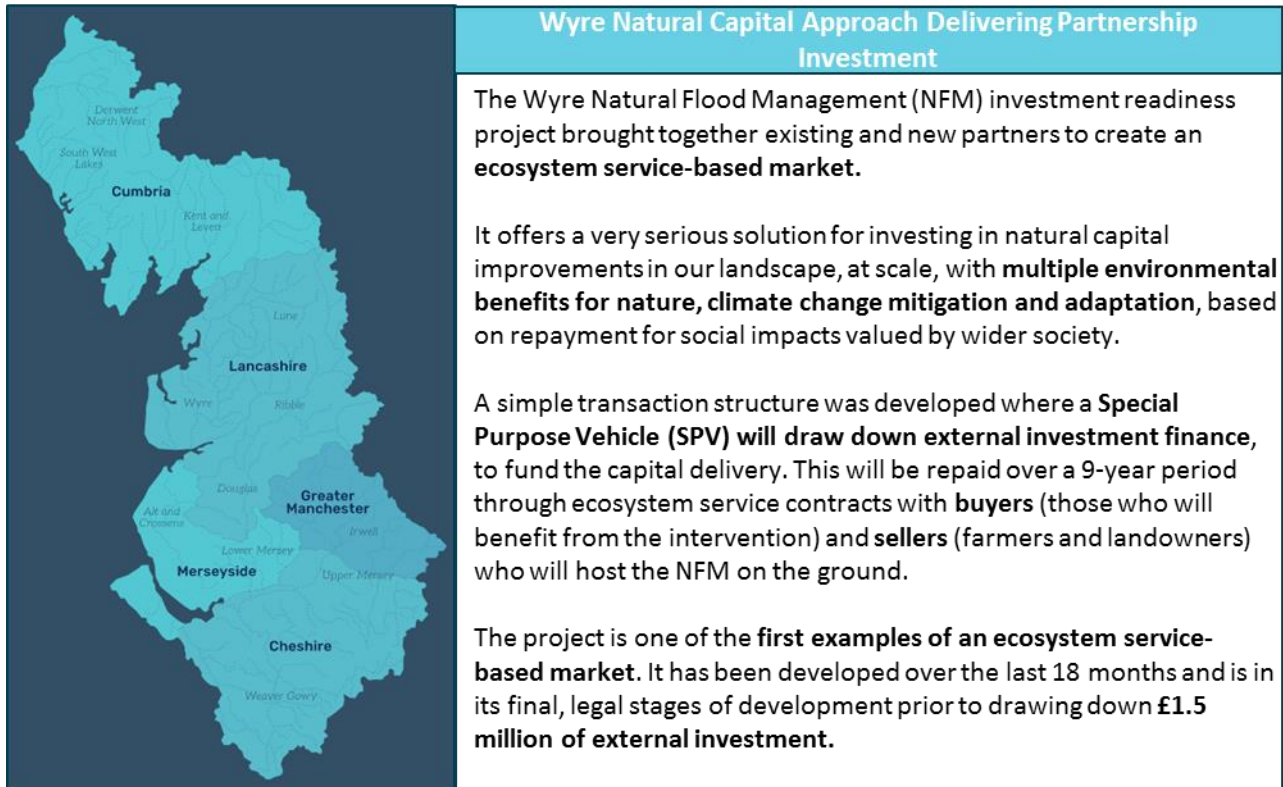 Derwent
North West
South West
Lakes
Cumbria
Kent and
Leven
Lune
Lancashire
Wyre
Ribble
Douglas
Greater
Manchester
Alt and
Crossens
Irwell
Lower Mersey
Merseyside
Upper Mersey
Cheshire
Weaver Gowy
Wyre Natural Capital Approach Delivering Partnership
Investment
The Wyre Natural Flood Management (NFM) investment readiness
project brought together existing and new partners to create an
ecosystem service-based market.
It offers a very serious solution for investing in natural capital
improvements in our landscape, at scale, with multiple environmental
benefits for nature, climate change mitigation and adaptation, based
on repayment for social impacts valued by wider society.
A simple transaction structure was developed where a Special
Purpose Vehicle (SPV) will draw down external investment finance,
to fund the capital delivery. This will be repaid over a 9-year period
through ecosystem service contracts with buyers (those who will
benefit from the intervention) and sellers (farmers and landowners)
who will host the NFM on the ground.
The project is one of the first examples of an ecosystem service-
based market. It has been developed over the last 18 months and is in
its final, legal stages of development prior to drawing down £1.5
million of external investment.